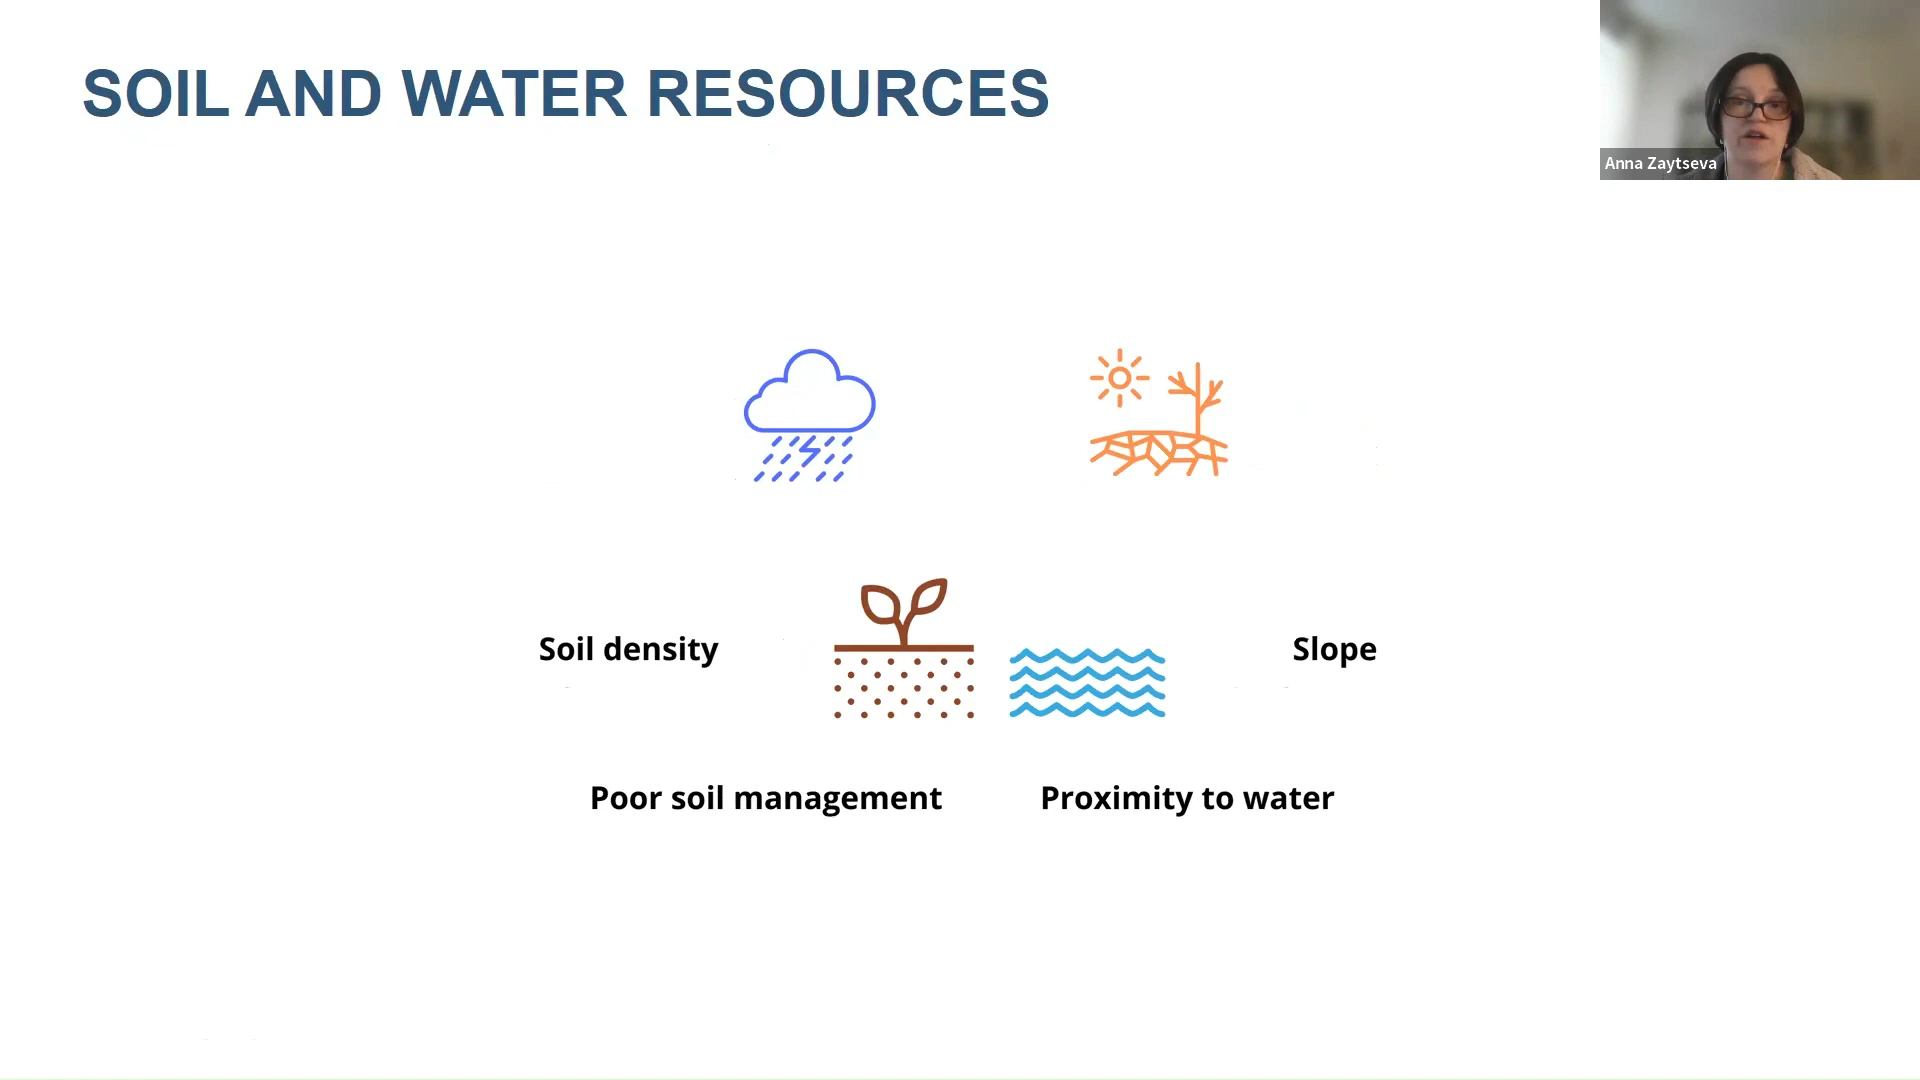 SOIL AND WATER RESOURCES
Anna Zaytseva
Soil density
Slope
Poor soil management
Proximity to water